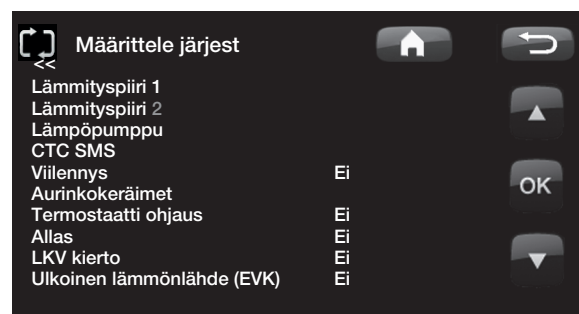 Määrittele järjest
<<
Lämmityspiiri 1
Lämmityspiiri 2
Lämpöpumppu
CTC SMS
Viilennys Ei
Aurinkokeräimet
Termostaatti ohjaus Ei
Allas Ei
LKV kierto Ei
Ulkoinen lämmönlähde (EVK) Ei
OK